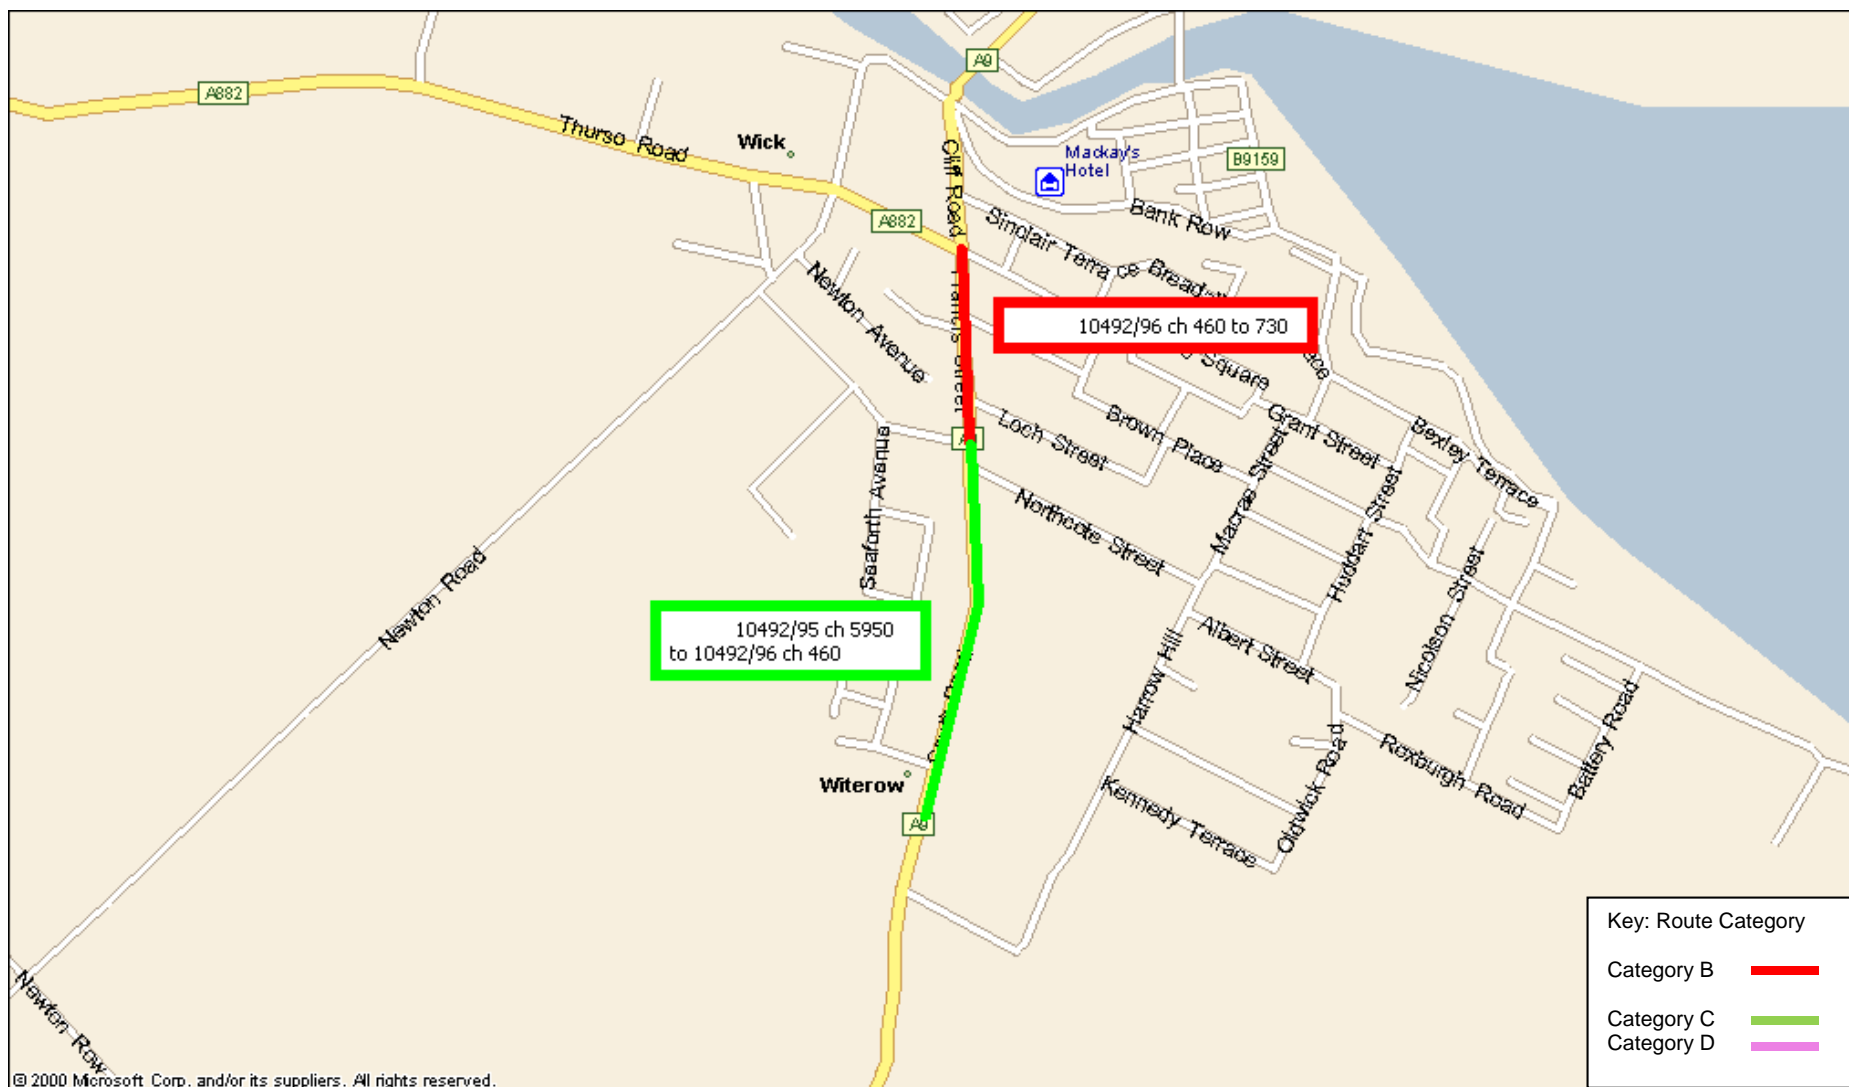 A9
A882
Thurso Road
Wick
Cliff Road
Mackay's
Hotel
B9159
A882
Bank Row
Sinclair Terrace
Newton Avenue
Francis Street
10492/96 ch 460 to 730
Square
Loch Street
Brown Place
Grant Street
Bexley Terrace
Seaforth Avenue
Northcote Street
Macrae Street
Huddart Street
Nicolson Street
Newton Road
10492/95 ch 5950
to 10492/96 ch 460
Albert Street
Harrow Hill
Battery Road
Roxburgh Road
Oldwick Road
Kennedy Terrace
Witerow
A9
Newton Row
Key: Route Category
Category B
Category C
Category D
© 2000 Microsoft Corp. and/or its suppliers. All rights reserved.